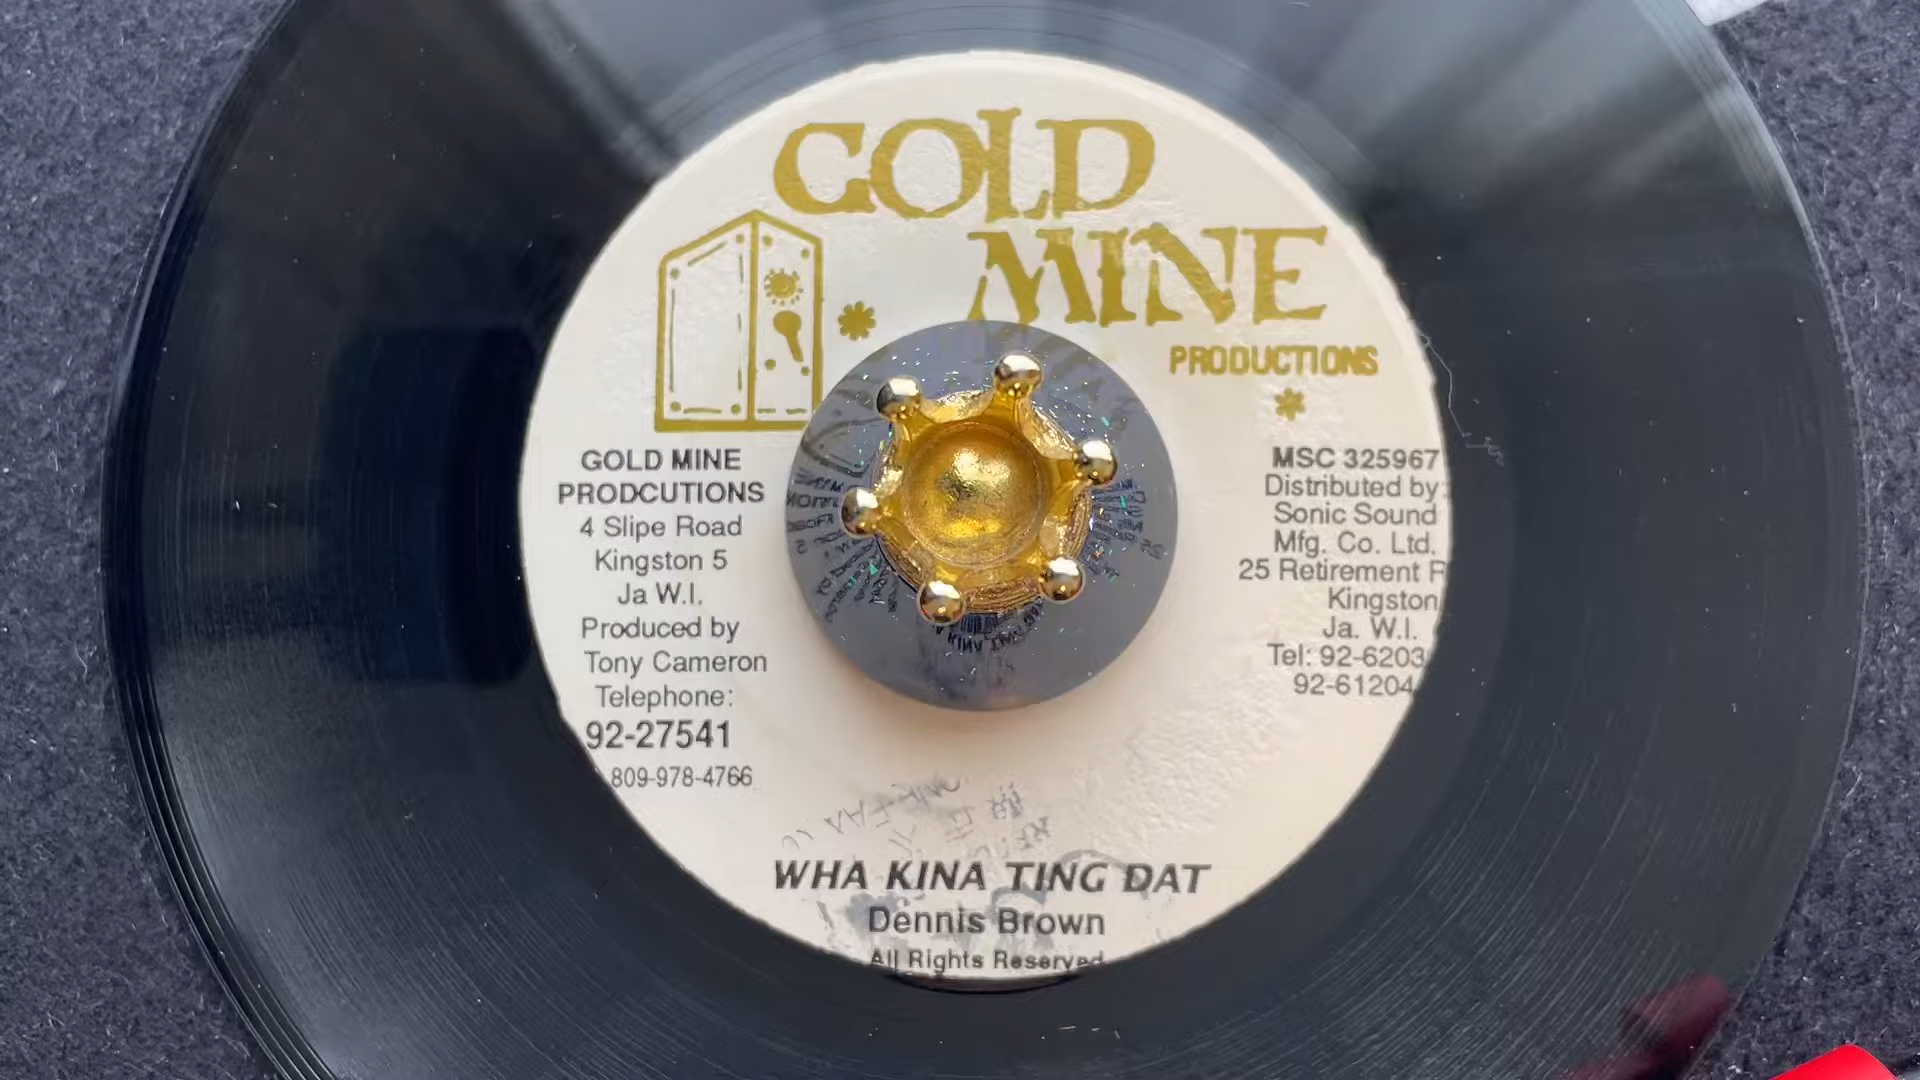 GOLD
MINE
PRODUCTIONS
GOLD MINE
PRODCUTIONS
4 Slipe Road
Kingston 5
Ja W.I.
Produced by
Tony Cameron
Telephone:
92-27541
809-978-4766
MSC 325967
Distributed by:
Sonic Sound
Mfg. Co. Ltd.
25 Retirement R
Kingston
Ja. W.I.
Tel: 92-6203
92-61204
WHA KINA TING DAT
Dennis Brown
All Rights Reserved